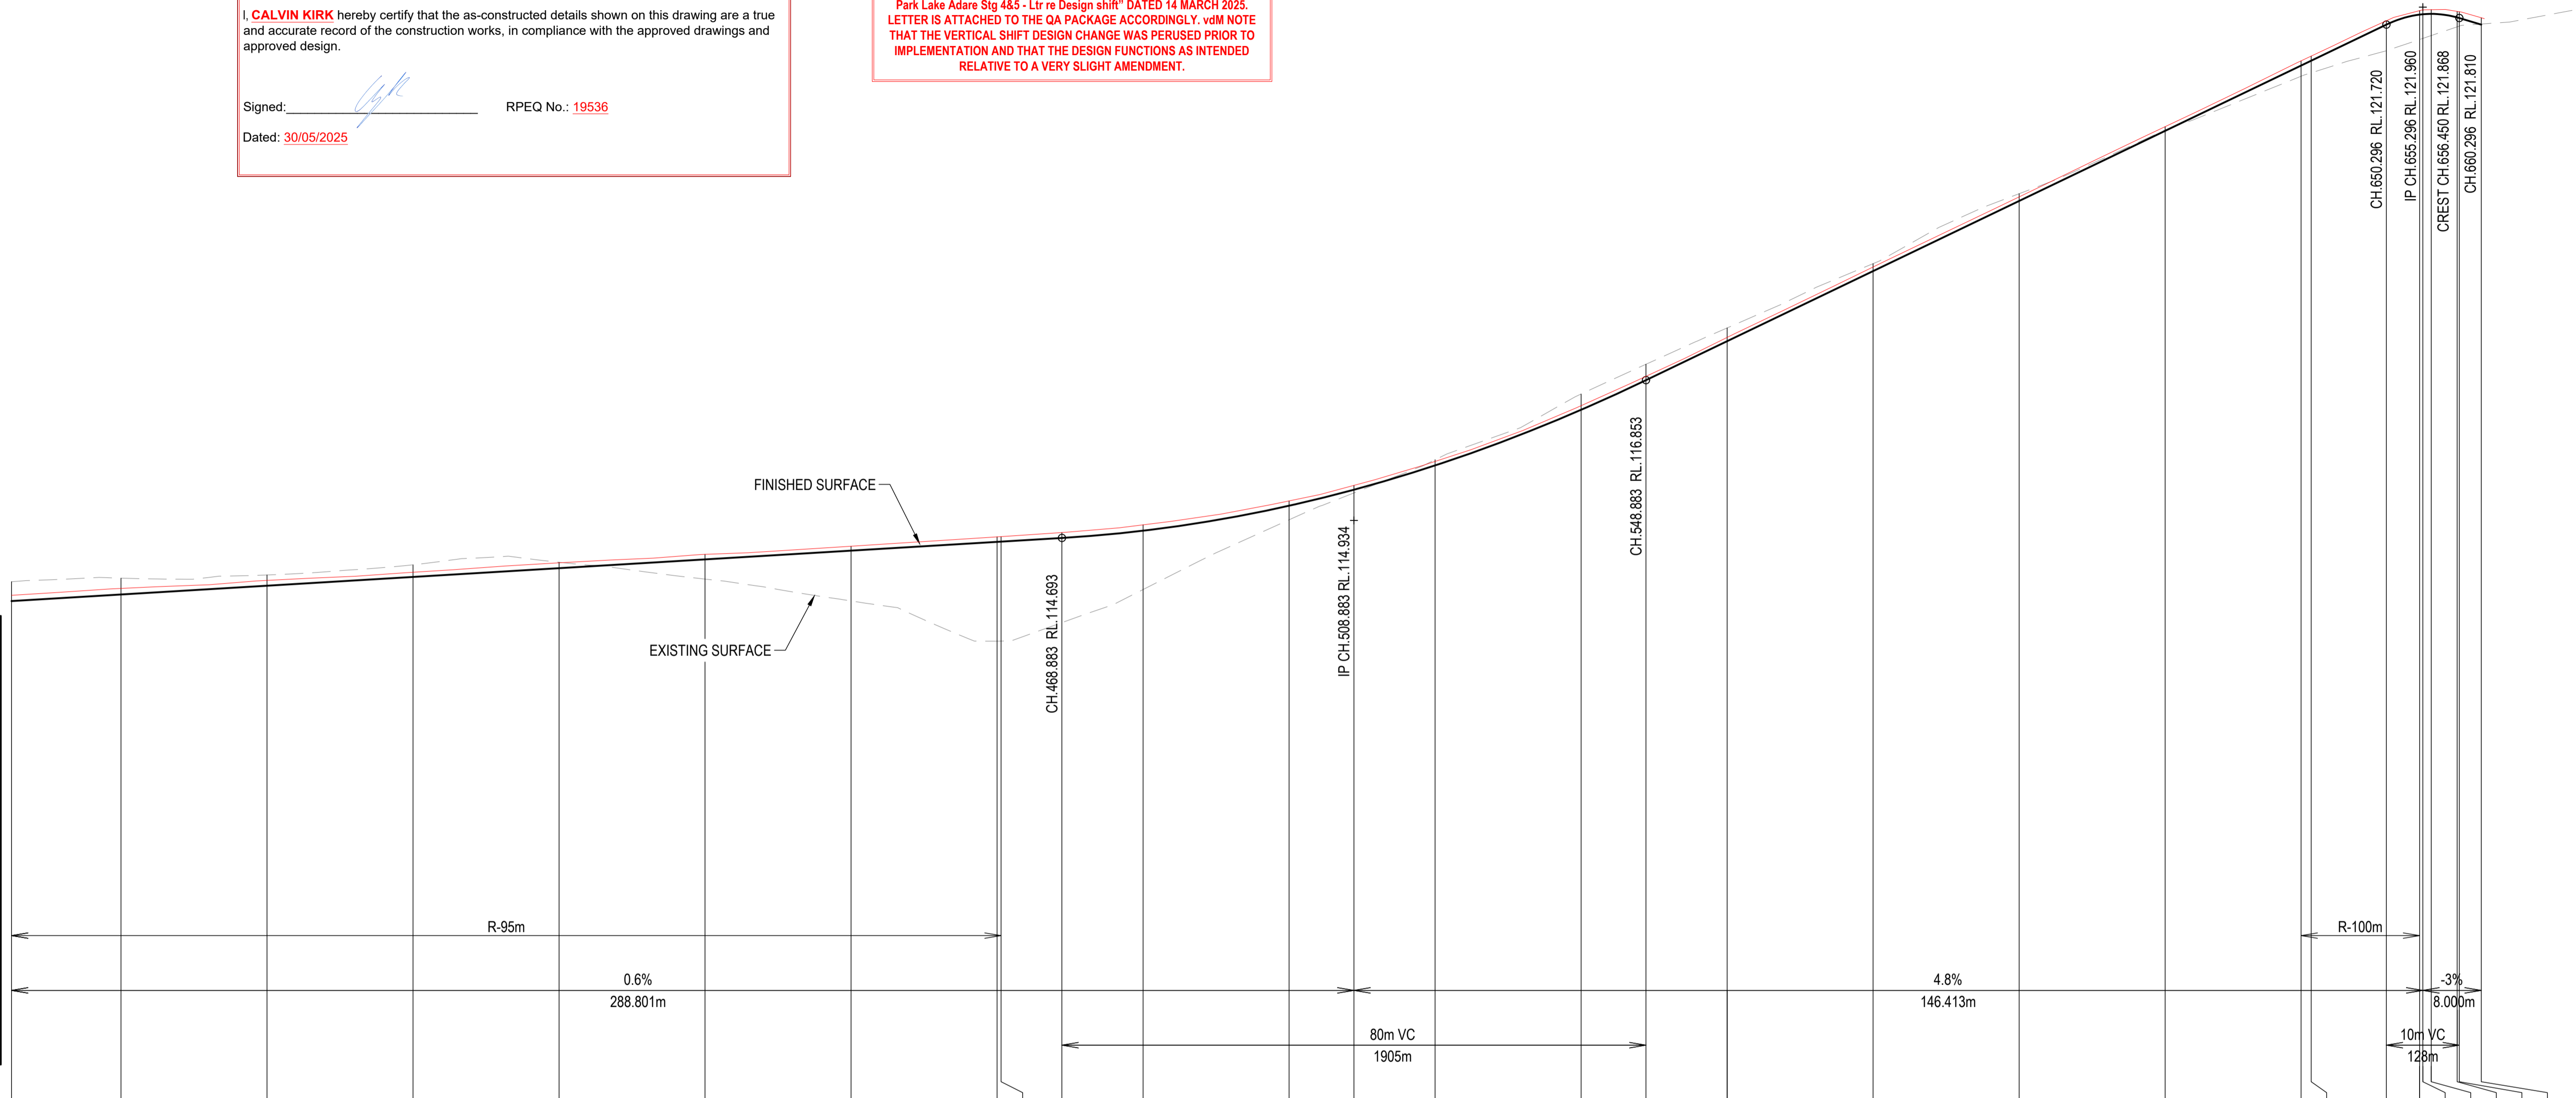 I, CALVIN KIRK hereby certify that the as-constructed details shown on this drawing are a true
and accurate record of the construction works, in compliance with the approved drawings and
approved design.
Signed:
RPEQ No.: 19536
Dated: 30/05/2025
Park Lake Adare Stg 4&5 - Ltr re Design shift" DATED 14 MARCH 2025.
LETTER IS ATTACHED TO THE QA PACKAGE ACCORDINGLY. vdM NOTE
THAT THE VERTICAL SHIFT DESIGN CHANGE WAS PERUSED PRIOR TO
IMPLEMENTATION AND THAT THE DESIGN FUNCTIONS AS INTENDED
RELATIVE TO A VERY SLIGHT AMENDMENT.
FINISHED SURFACE
EXISTING SURFACE
CH.468.883 RL.114.693
IP CH.508.883 RL.114.934
CH.548.883 RL.116.853
CH.650.296 RL.121.720
IP CH.655.296 RL.121.960
CREST CH.656.450 RL.121.868
CH.660.296 RL.121.810
R-95m
R-100m
0.6%
288.801m
4.8%
146.413m
-3%
8.000m
80m VC
1905m
10m VC
128m